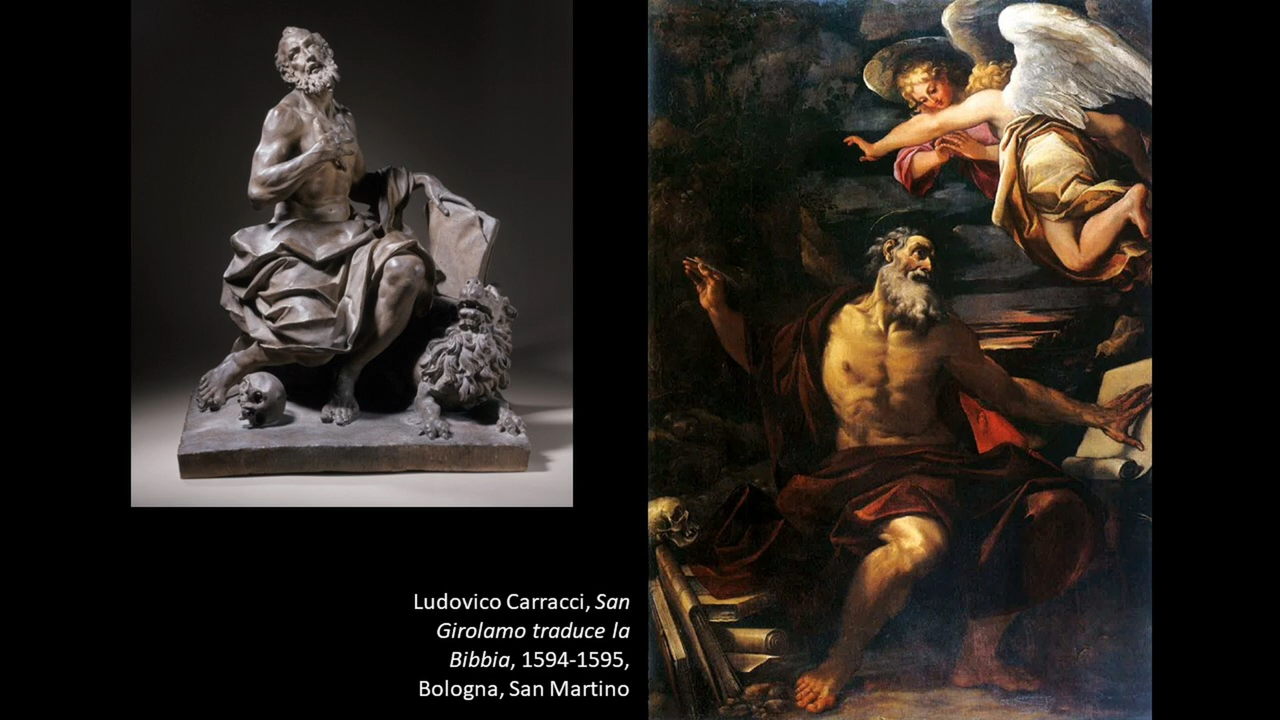 Ludovico Carracci, San
Girolamo traduce la
Bibbia, 1594-1595,
Bologna, San Martino